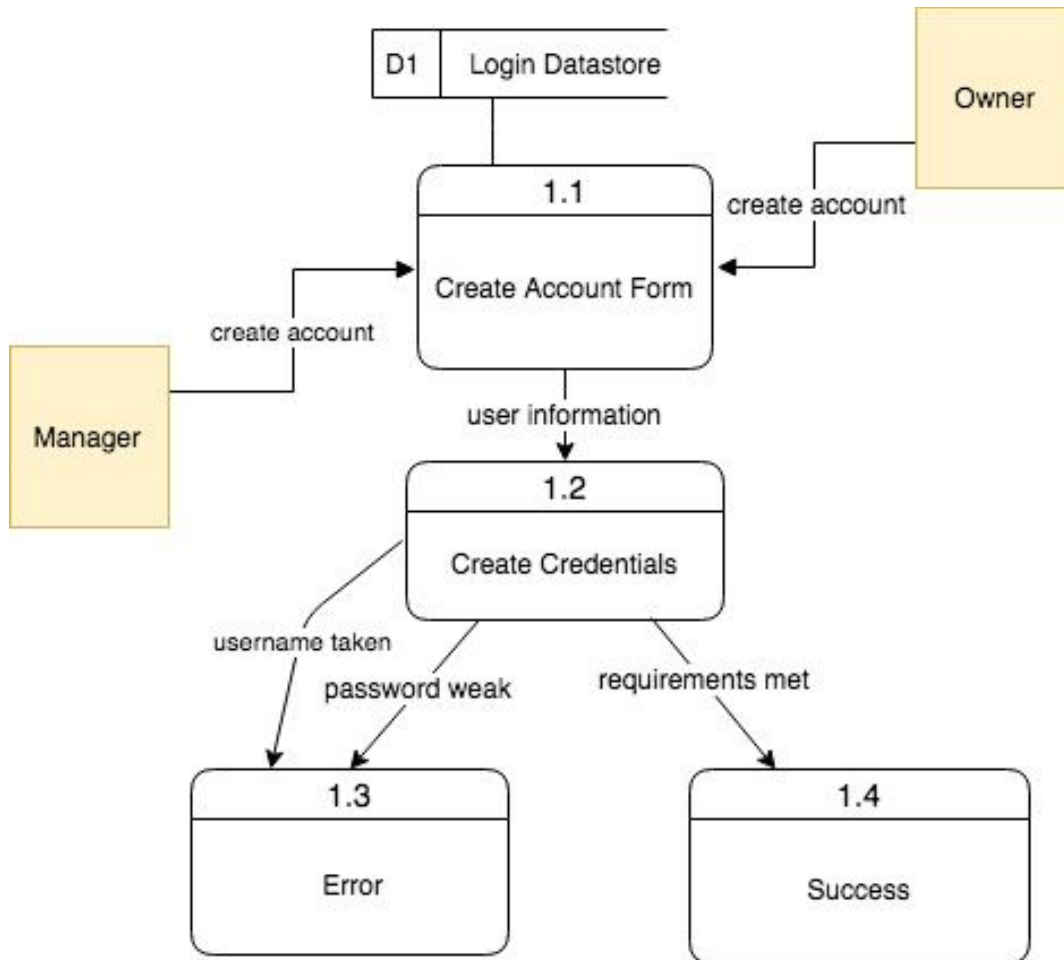 D1
Login Datastore
Owner
1.1
create account
Create Account Form
create account
Manager
user information
1.2
Create Credentials
username taken
password weak
requirements met
1.3
1.4
Error
Success